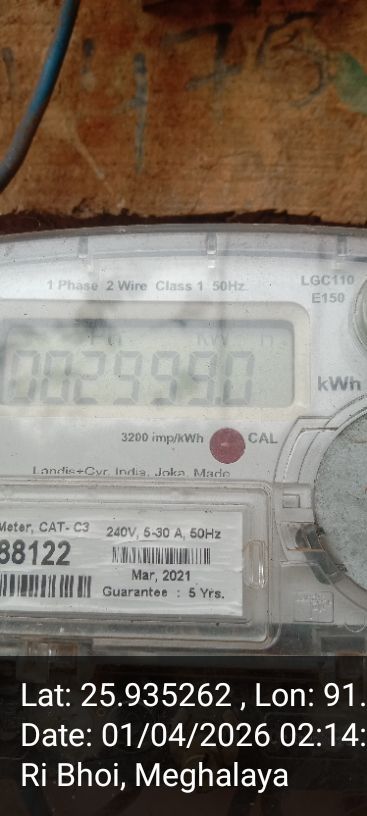 475
1 Phase 2 Wire Class 1 50Hz
LGC110
E150
002999.0
kWh
3200 imp/kWh
CAL
Landis+Gyr, India, Joka, Made
Meter, CAT- C3
240V, 5-30 A, 50Hz
88122
Mar, 2021
Guarantee : 5 Yrs.
Lat: 25.935262 , Lon: 91.
Date: 01/04/2026 02:14:
Ri Bhoi, Meghalaya